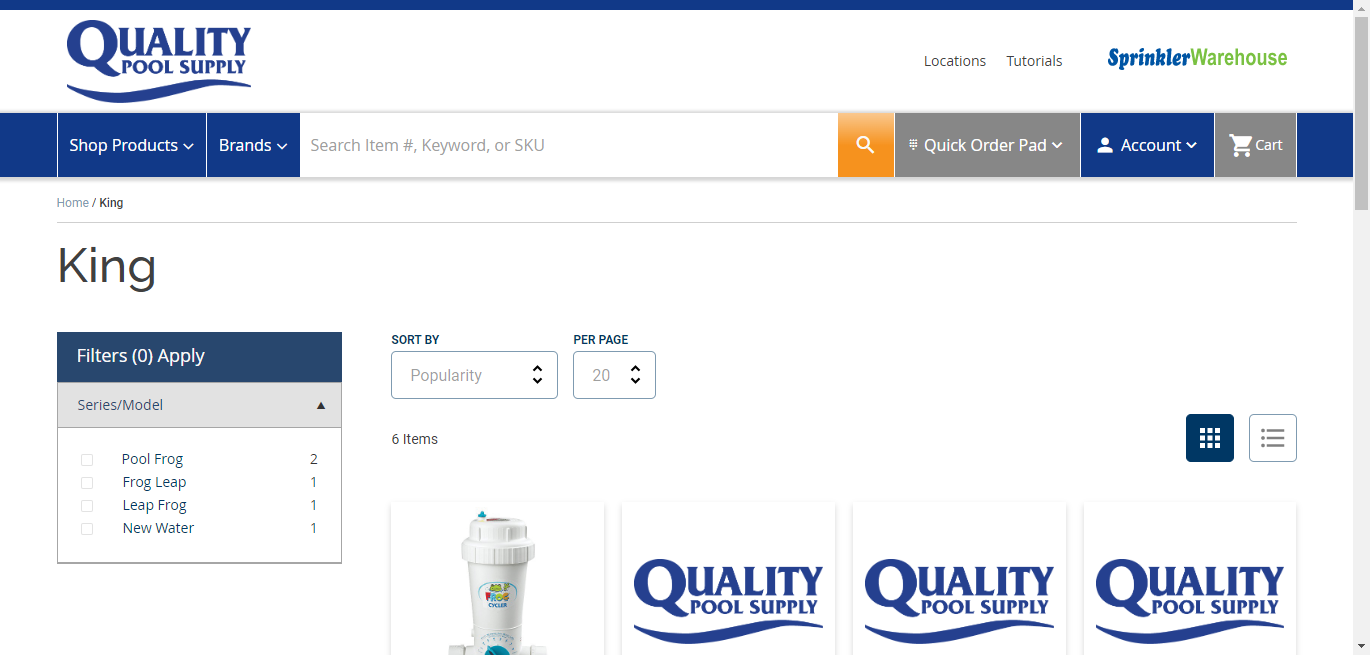 QUALITY
POOL SUPPLY
Locations
Tutorials
SprinklerWarehouse
Shop Products
Brands
Search Item #, Keyword, or SKU
Quick Order Pad
Account
Cart
Home / King
King
Filters (0) Apply
Series/Model
Pool Frog 2
Frog Leap 1
Leap Frog 1
New Water 1
SORT BY
Popularity
PER PAGE
20
6 Items
FROG
CYCLER
QUALITY
POOL SUPPLY
QUALITY
POOL SUPPLY
QUALITY
POOL SUPPLY